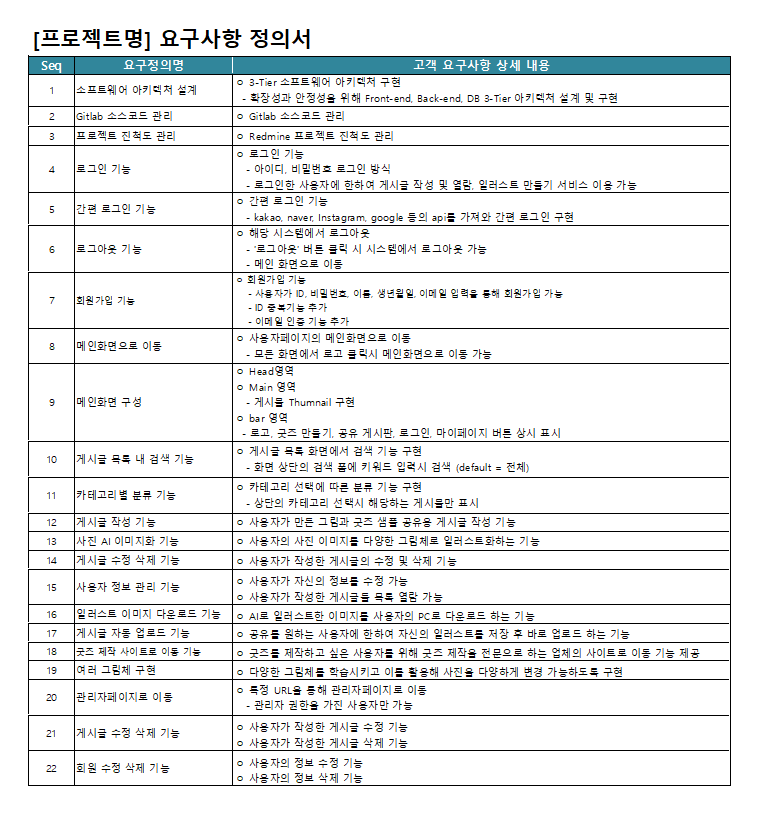 [프로젝트명] 요구사항 정의서
Seq 요구정의명 고객 요구사항 상세 내용
1 소프트웨어 아키텍처 설계
○ 3-Tier 소프트웨어 아키텍처 구현
- 확장성과 안정성을 위해 Front-end, Back-end, DB 3-Tier 아키텍처 설계 및 구현
2 Gitlab 소스코드 관리 ○ Gitlab 소스코드 관리
3 프로젝트 진척도 관리 ○ Redmine 프로젝트 진척도 관리
4 로그인 기능
○ 로그인 기능
- 아이디, 비밀번호 로그인 방식
- 로그인한 사용자에 한하여 게시글 작성 및 열람, 일러스트 만들기 서비스 이용 가능
5 간편 로그인 기능
○ 간편 로그인 기능
- kakao, naver, Instagram, google 등의 api를 가져와 간편 로그인 구현
6 로그아웃 기능
○ 해당 시스템에서 로그아웃
- '로그아웃' 버튼 클릭 시 시스템에서 로그아웃 가능
- 메인 화면으로 이동
7 회원가입 기능
○ 회원가입 기능
- 사용자가 ID, 비밀번호, 이름, 생년월일, 이메일 입력을 통해 회원가입 가능
- ID 중복기능 추가
- 이메일 인증 기능 추가
8 메인화면으로 이동
○ 사용자페이지의 메인화면으로 이동
- 모든 화면에서 로고 클릭시 메인화면으로 이동 가능
9 메인화면 구성
○ Head영역
○ Main 영역
- 게시물 Thumnail 구현
○ bar 영역
- 로고, 굿즈 만들기, 공유 게시판, 로그인, 마이페이지 버튼 상시 표시
10 게시글 목록 내 검색 기능
○ 게시글 목록 화면에서 검색 기능 구현
- 화면 상단의 검색 폼에 키워드 입력시 검색 (default = 전체)
11 카테고리별 분류 기능
○ 카테고리 선택에 따른 분류 기능 구현
- 상단의 카테고리 선택시 해당하는 게시물만 표시
12 게시글 작성 기능 ○ 사용자가 만든 그림과 굿즈 샘플 공유용 게시글 작성 기능
13 사진 AI 이미지화 기능 ○ 사용자의 사진 이미지를 다양한 그림체로 일러스트화하는 기능
14 게시글 수정 삭제 기능 ○ 사용자가 작성한 게시글의 수정 및 삭제 기능
15 사용자 정보 관리 기능
○ 사용자가 자신의 정보를 수정 가능
○ 사용자가 작성한 게시글들 목록 열람 가능
16 일러스트 이미지 다운로드 기능 ○ AI로 일러스트한 이미지를 사용자의 PC로 다운로드 하는 기능
17 게시글 자동 업로드 기능 ○ 공유를 원하는 사용자에 한하여 자신의 일러스트를 저장 후 바로 업로드 하는 기능
18 굿즈 제작 사이트로 이동 기능 ○ 굿즈를 제작하고 싶은 사용자를 위해 굿즈 제작을 전문으로 하는 업체의 사이트로 이동 기능 제공
19 여러 그림체 구현 ○ 다양한 그림체를 학습시키고 이를 활용해 사진을 다양하게 변경 가능하도록 구현
20 관리자페이지로 이동
○ 특정 URL을 통해 관리자페이지로 이동
- 관리자 권한을 가진 사용자만 가능
21 게시글 수정 삭제 기능
○ 사용자가 작성한 게시글 수정 기능
○ 사용자가 작성한 게시글 삭제 기능
22 회원 수정 삭제 기능
○ 사용자의 정보 수정 기능
○ 사용자의 정보 삭제 기능